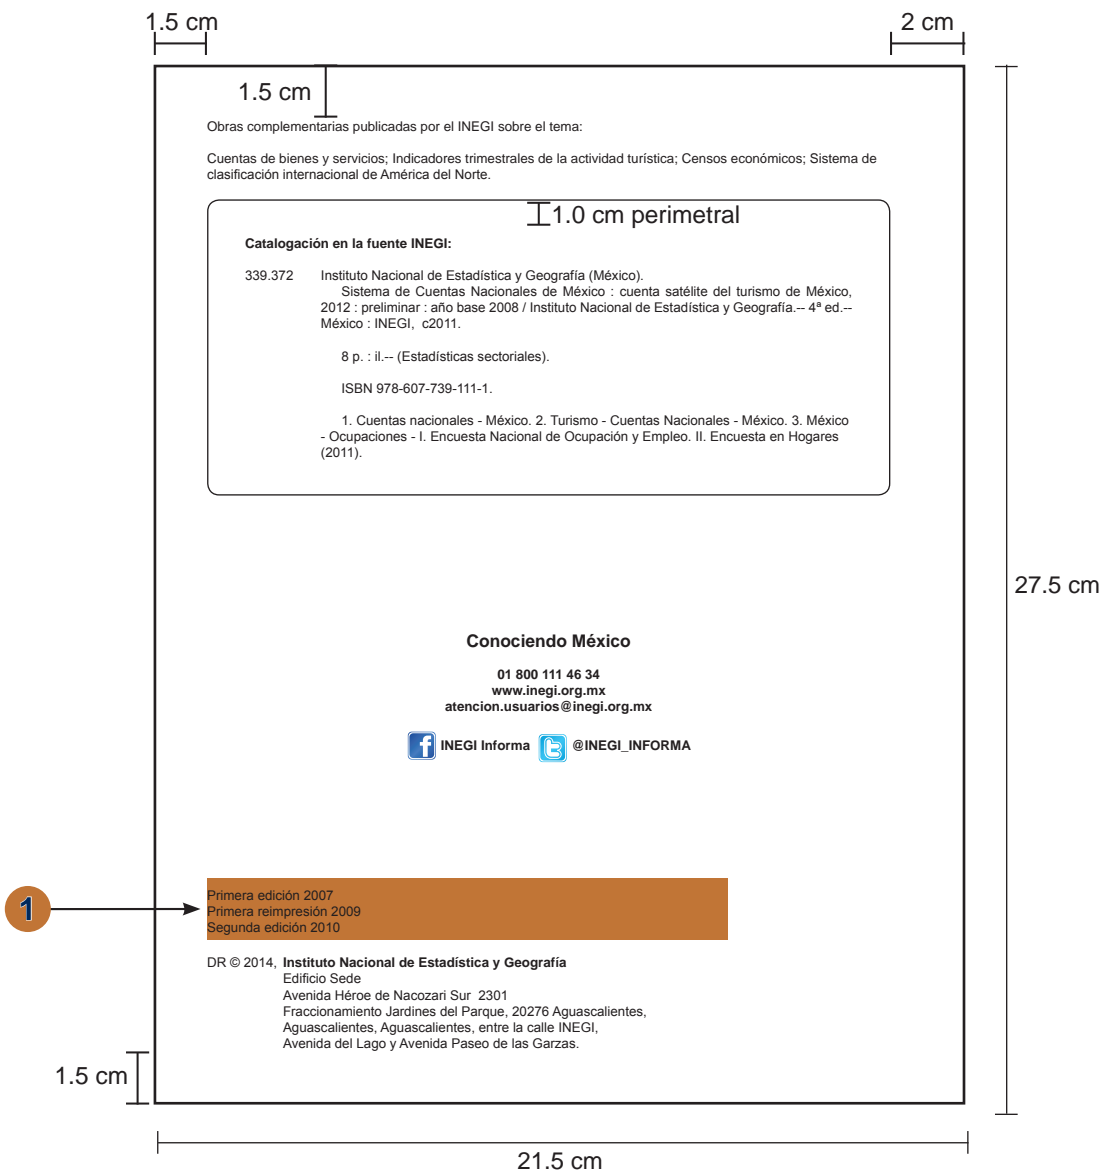 1.5 cm
2 cm
1.5 cm
Obras complementarias publicadas por el INEGI sobre el tema:
Cuentas de bienes y servicios; Indicadores trimestrales de la actividad turística; Censos económicos; Sistema de
clasificación internacional de América del Norte.
1.0 cm perimetral
Catalogación en la fuente INEGI:
339.372 Instituto Nacional de Estadística y Geografía (México).
Sistema de Cuentas Nacionales de México : cuenta satélite del turismo de México,
2012 : preliminar : año base 2008 / Instituto Nacional de Estadística y Geografía.-- 4ª ed.--
México : INEGI, c2011.
8 p. : il.-- (Estadísticas sectoriales).
ISBN 978-607-739-111-1.
1. Cuentas nacionales - México. 2. Turismo - Cuentas Nacionales - México. 3. México
- Ocupaciones - I. Encuesta Nacional de Ocupación y Empleo. II. Encuesta en Hogares
(2011).
27.5 cm
Conociendo México
01 800 111 46 34
www.inegi.org.mx
atencion.usuarios@inegi.org.mx
INEGI Informa @INEGI_INFORMA
1
Primera edición 2007
Primera reimpresión 2009
Segunda edición 2010
DR © 2014, Instituto Nacional de Estadística y Geografía
Edificio Sede
Avenida Héroe de Nacozari Sur 2301
Fraccionamiento Jardines del Parque, 20276 Aguascalientes,
Aguascalientes, Aguascalientes, entre la calle INEGI,
Avenida del Lago y Avenida Paseo de las Garzas.
1.5 cm
21.5 cm